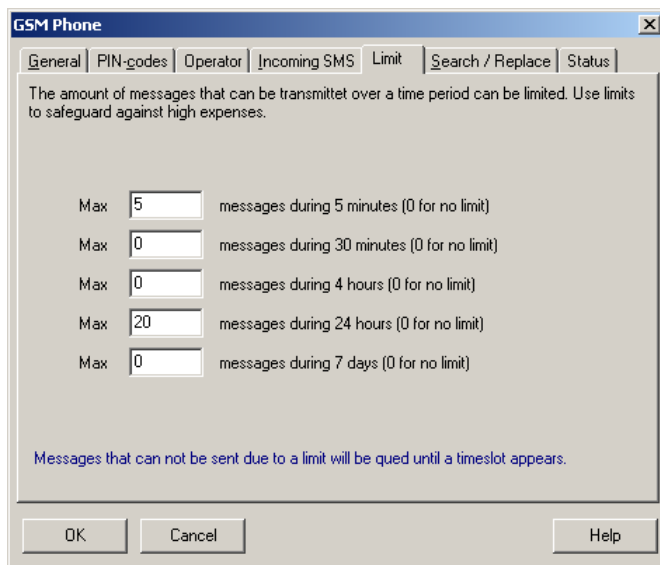 GSM Phone
General PIN-codes Operator Incoming SMS Limit Search / Replace Status
The amount of messages that can be transmittet over a time period can be limited. Use limits
to safeguard against high expenses.
Max 5 messages during 5 minutes (0 for no limit)
Max 0 messages during 30 minutes (0 for no limit)
Max 0 messages during 4 hours (0 for no limit)
Max 20 messages during 24 hours (0 for no limit)
Max 0 messages during 7 days (0 for no limit)
Messages that can not be sent due to a limit will be qued until a timeslot appears.
OK Cancel Help